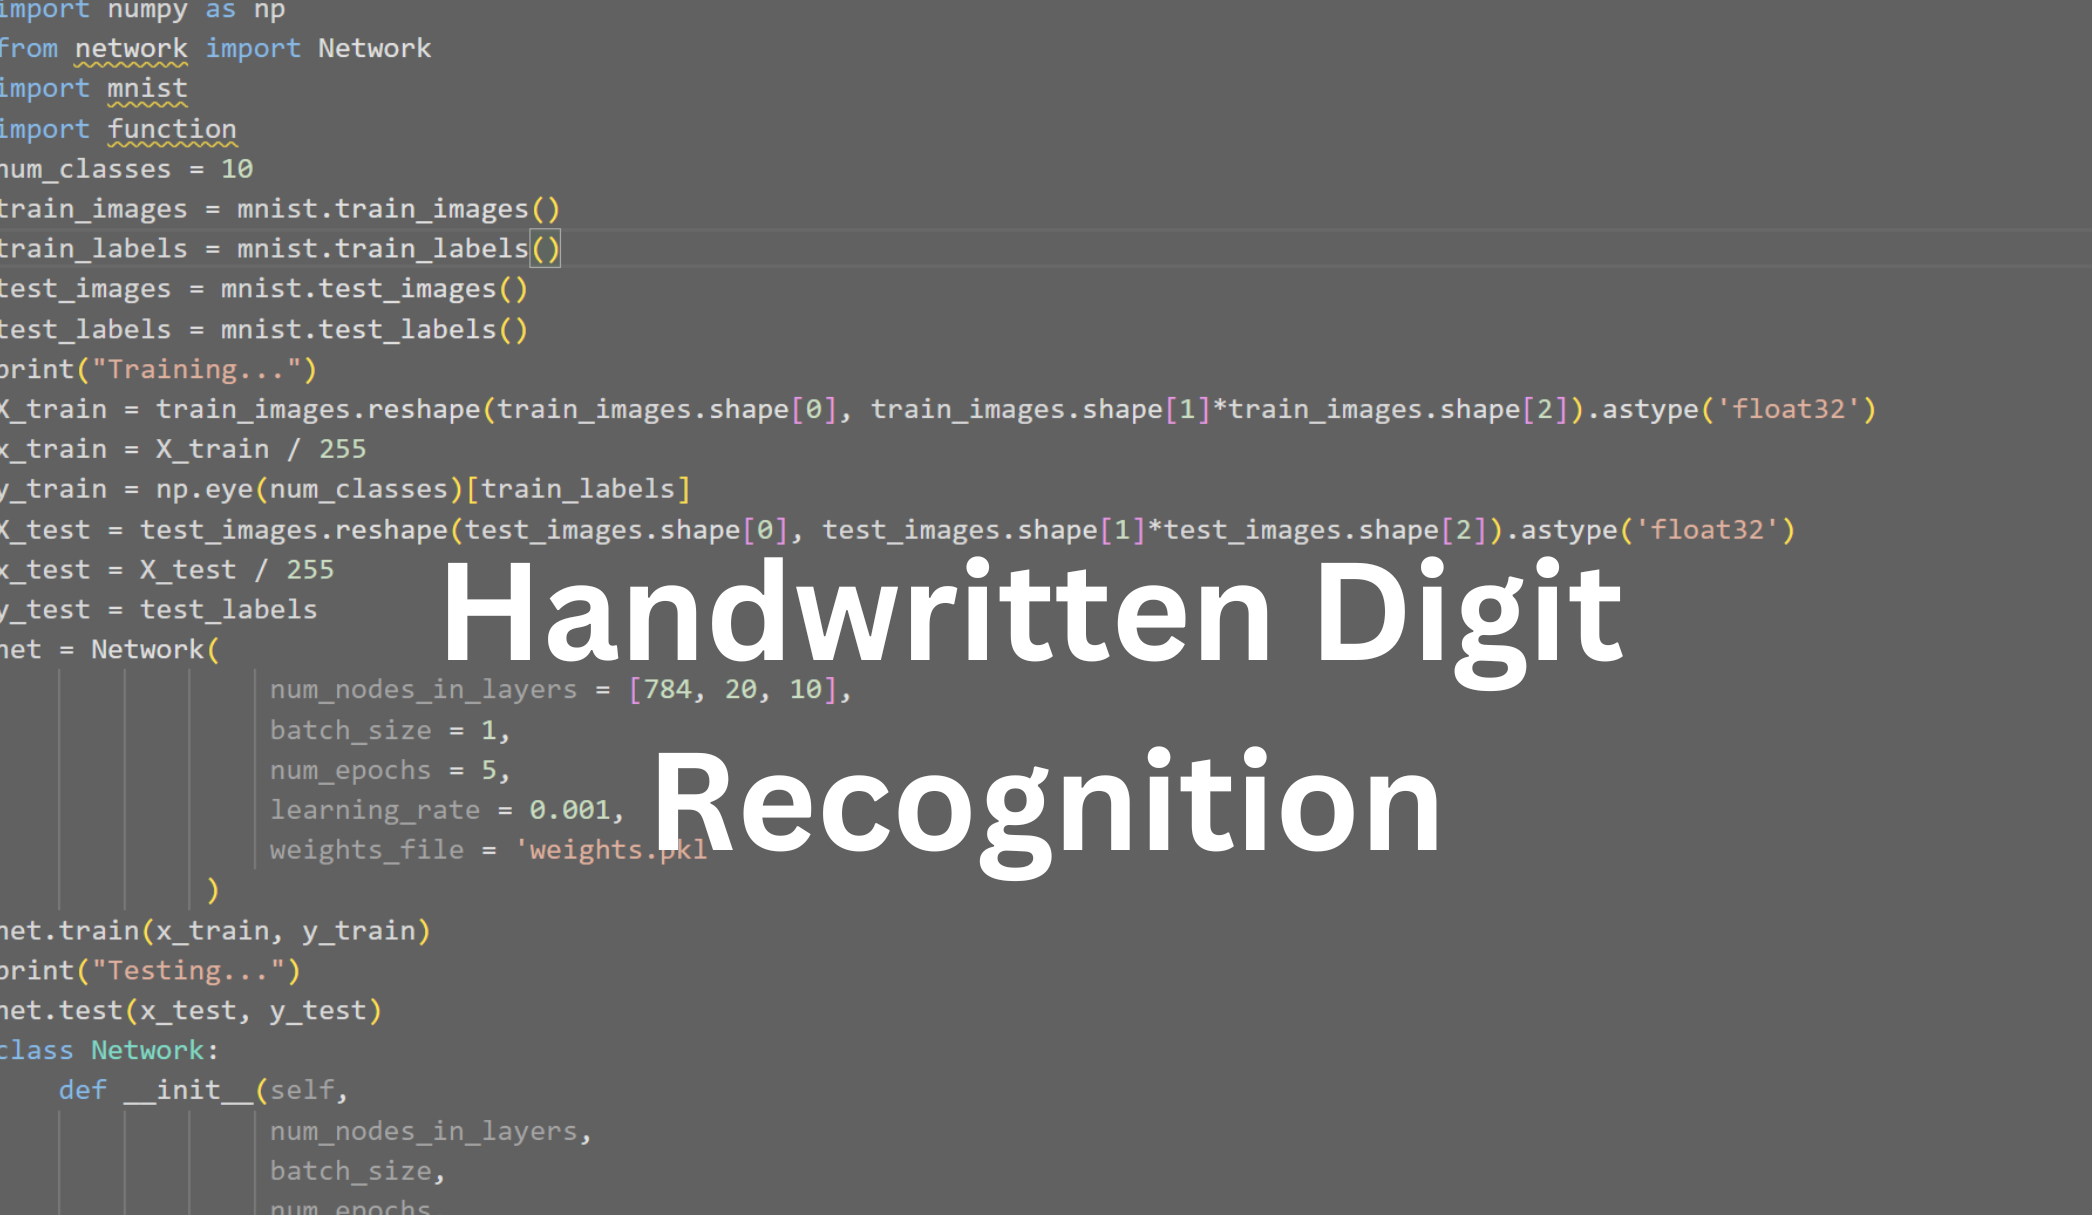 import numpy as np
from network import Network
import mnist
import function
num_classes = 10
train_images = mnist.train_images()
train_labels = mnist.train_labels()
test_images = mnist.test_images()
test_labels = mnist.test_labels()
print("Training...")
X_train = train_images.reshape(train_images.shape[0], train_images.shape[1]*train_images.shape[2]).astype('float32')
x_train = X_train / 255
y_train = np.eye(num_classes)[train_labels]
X_test = test_images.reshape(test_images.shape[0], test_images.shape[1]*test_images.shape[2]).astype('float32')
x_test = X_test / 255
y_test = test_labels
net = Network(
num_nodes_in_layers = [784, 20, 10],
batch_size = 1,
num_epochs = 5,
learning_rate = 0.001,
weights_file = 'weights.pkl
)
net.train(x_train, y_train)
print("Testing...")
net.test(x_test, y_test)
class Network:
def __init__(self,
num_nodes_in_layers,
batch_size,
num_epochs
Handwritten Digit
Recognition